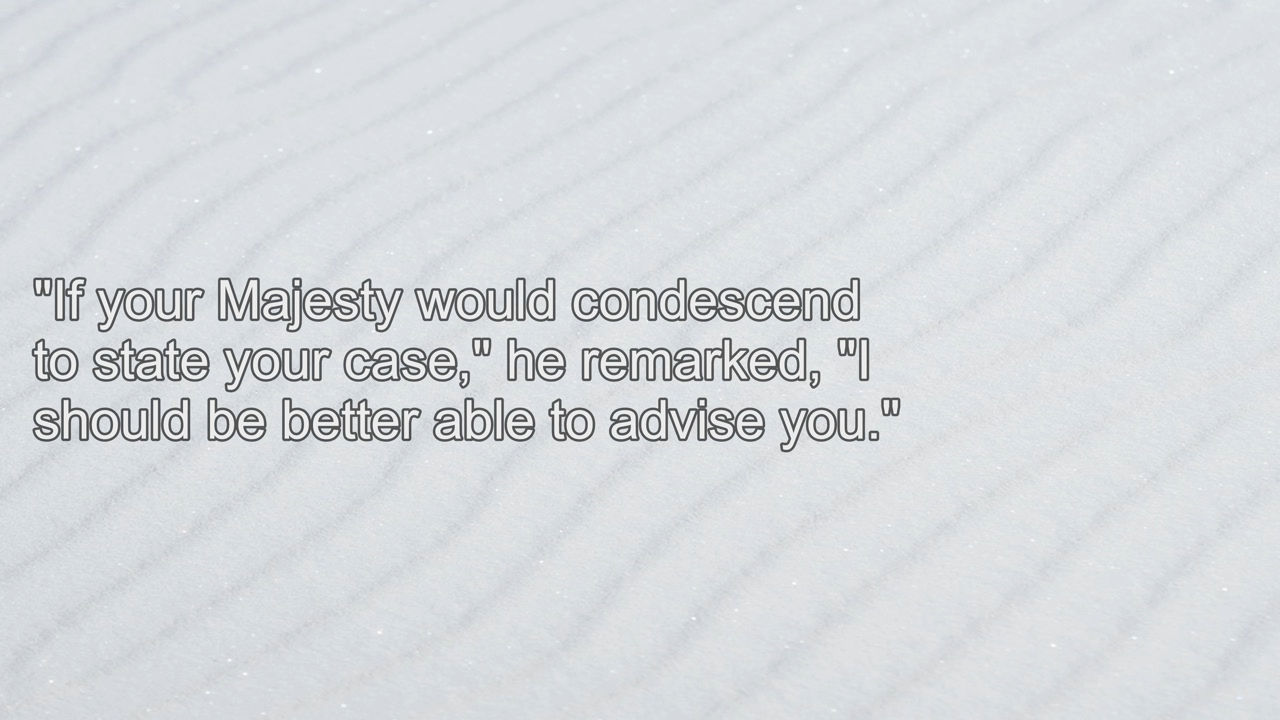 "If your Majesty would condescend
to state your case," he remarked, "I
should be better able to advise you."